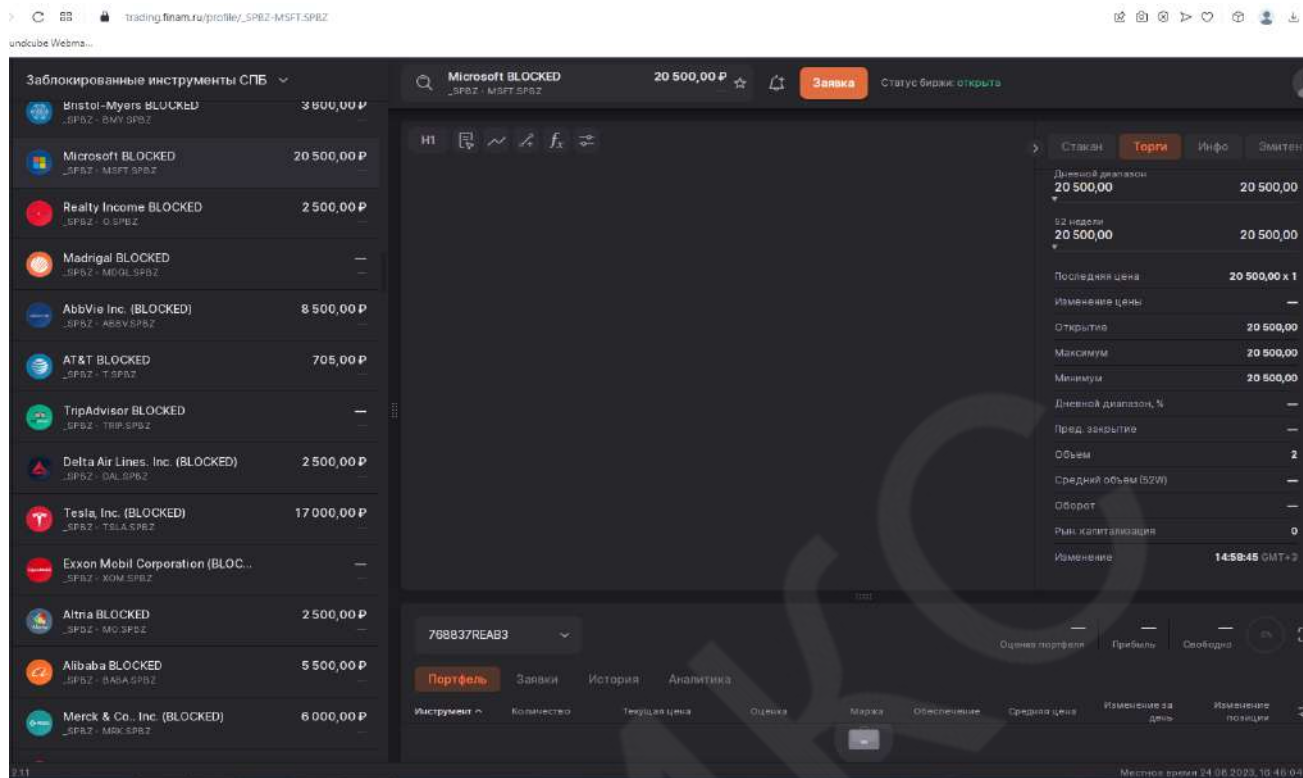 trading.finam.ru/profile/_SPBZ-MSFT.SPBZ
undcube Webma...
Заблокированные инструменты СПБ
Bristol-Myers BLOCKED 3 600,00 ₽
_SPBZ - BMY.SPBZ
Microsoft BLOCKED 20 500,00 ₽
_SPBZ - MSFT.SPBZ
Realty Income BLOCKED 2 500,00 ₽
_SPBZ - O.SPBZ
Madrigal BLOCKED —
_SPBZ - MDGL.SPBZ
AbbVie Inc. (BLOCKED) 8 500,00 ₽
_SPBZ - ABBV.SPBZ
AT&T BLOCKED 705,00 ₽
_SPBZ - T.SPBZ
TripAdvisor BLOCKED —
_SPBZ - TRIP.SPBZ
Delta Air Lines. Inc. (BLOCKED) 2 500,00 ₽
_SPBZ - DAL.SPBZ
Tesla, Inc. (BLOCKED) 17 000,00 ₽
_SPBZ - TSLA.SPBZ
Exxon Mobil Corporation (BLOC... —
_SPBZ - XOM.SPBZ
Altria BLOCKED 2 500,00 ₽
_SPBZ - MO.SPBZ
Alibaba BLOCKED 5 500,00 ₽
_SPBZ - BABA.SPBZ
Merck & Co., Inc. (BLOCKED) 6 000,00 ₽
_SPBZ - MRK.SPBZ
2.11
Microsoft BLOCKED 20 500,00 ₽
_SPBZ - MSFT.SPBZ
Заявка
Статус биржи: открыта
H1
Стакан Торги Инфо Эмитен
Дневной диапазон
20 500,00 20 500,00
52 недели
20 500,00 20 500,00
Последняя цена 20 500,00 x 1
Изменение цены —
Открытие 20 500,00
Максимум 20 500,00
Минимум 20 500,00
Дневной диапазон, % —
Пред. закрытие —
Объем 2
Средний объем (52W) —
Оборот —
Рын. капитализация 0
Изменение 14:58:45 GMT+3
768837REAB3
Оценка портфеля Прибыль Свободно 0%
Портфель Заявки История Аналитика
Инструмент Количество Текущая цена Оценка Маржа Обеспечение Средняя цена Изменение за день Изменение позиции
МКС
Местное время 24.08.2023, 16:46:04